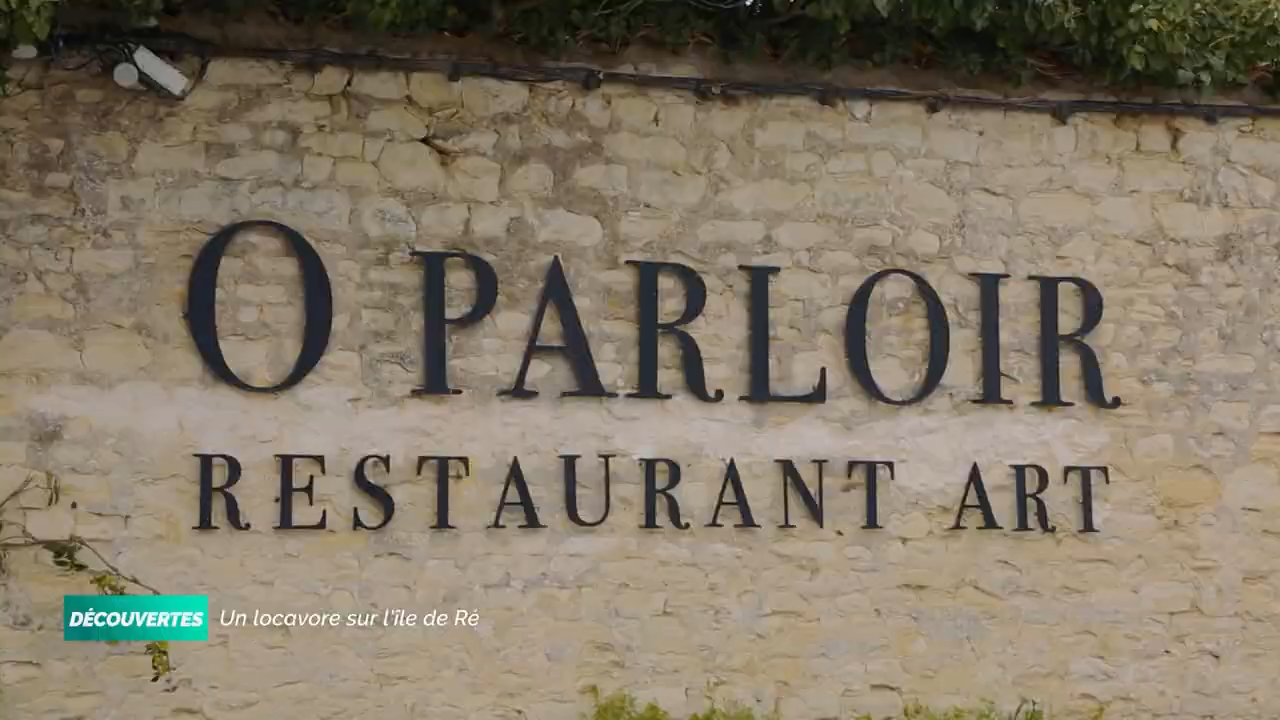 O PARLOIR
RESTAURANT ART
DÉCOUVERTES Un locavore sur l'île de Ré